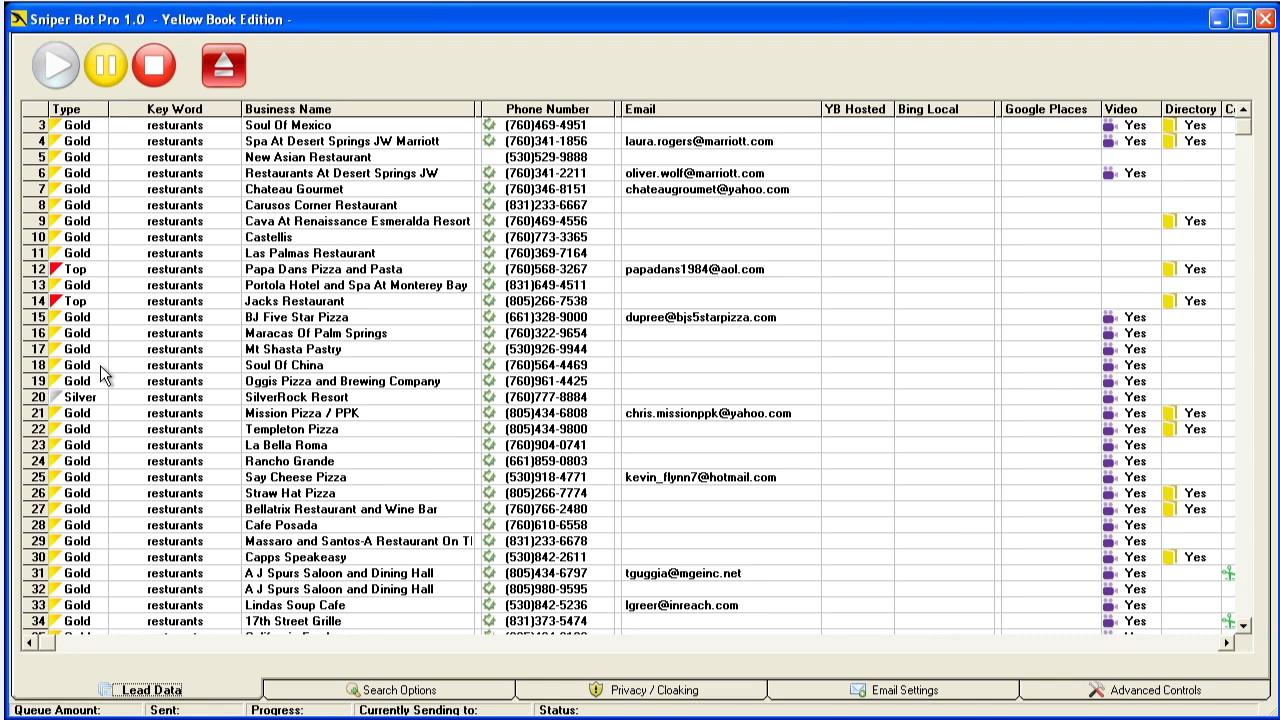 Sniper Bot Pro 1.0 - Yellow Book Edition -
Type Key Word Business Name Phone Number Email YB Hosted Bing Local Google Places Video Directory
3 Gold resturants Soul Of Mexico (760)469-4951 Yes Yes
4 Gold resturants Spa At Desert Springs JW Marriott (760)341-1856 laura.rogers@marriott.com Yes Yes
5 Gold resturants New Asian Restaurant (530)529-9888
6 Gold resturants Restaurants At Desert Springs JW (760)341-2211 oliver.wolf@marriott.com Yes
7 Gold resturants Chateau Gourmet (760)346-8151 chateaugroumet@yahoo.com
8 Gold resturants Carusos Corner Restaurant (831)233-6667
9 Gold resturants Cava At Renaissance Esmeralda Resort (760)469-4556 Yes
10 Gold resturants Castellis (760)773-3365
11 Gold resturants Las Palmas Restaurant (760)369-7164
12 Top resturants Papa Dans Pizza and Pasta (760)568-3267 papadans1984@aol.com Yes
13 Gold resturants Portola Hotel and Spa At Monterey Bay (831)649-4511
14 Top resturants Jacks Restaurant (805)266-7538 Yes
15 Gold resturants BJ Five Star Pizza (661)328-9000 dupree@bjs5starpizza.com Yes
16 Gold resturants Maracas Of Palm Springs (760)322-9654 Yes
17 Gold resturants Mt Shasta Pastry (530)926-9944 Yes
18 Gold resturants Soul Of China (760)564-4469 Yes
19 Gold resturants Oggis Pizza and Brewing Company (760)961-4425 Yes
20 Silver resturants SilverRock Resort (760)777-8884 Yes
21 Gold resturants Mission Pizza / PPK (805)434-6808 chris.missionppk@yahoo.com Yes Yes
22 Gold resturants Templeton Pizza (805)434-9800 Yes Yes
23 Gold resturants La Bella Roma (760)904-0741 Yes
24 Gold resturants Rancho Grande (661)859-0803 Yes
25 Gold resturants Say Cheese Pizza (530)918-4771 kevin_flynn7@hotmail.com Yes
26 Gold resturants Straw Hat Pizza (805)266-7774 Yes Yes
27 Gold resturants Bellatrix Restaurant and Wine Bar (760)766-2480 Yes Yes
28 Gold resturants Cafe Posada (760)610-6558 Yes
29 Gold resturants Massaro and Santos-A Restaurant On (831)233-6678 Yes
30 Gold resturants Capps Speakeasy (530)842-2611 Yes Yes
31 Gold resturants A J Spurs Saloon and Dining Hall (805)434-6797 tguggia@mgeinc.net Yes
32 Gold resturants A J Spurs Saloon and Dining Hall (805)980-9595 Yes
33 Gold resturants Lindas Soup Cafe (530)842-5236 lgreer@inreach.com Yes
34 Gold resturants 17th Street Grille (831)373-5474 Yes
Lead Data Search Options Privacy / Cloaking Email Settings Advanced Controls
Queue Amount: Sent: Progress: Currently Sending to: Status: